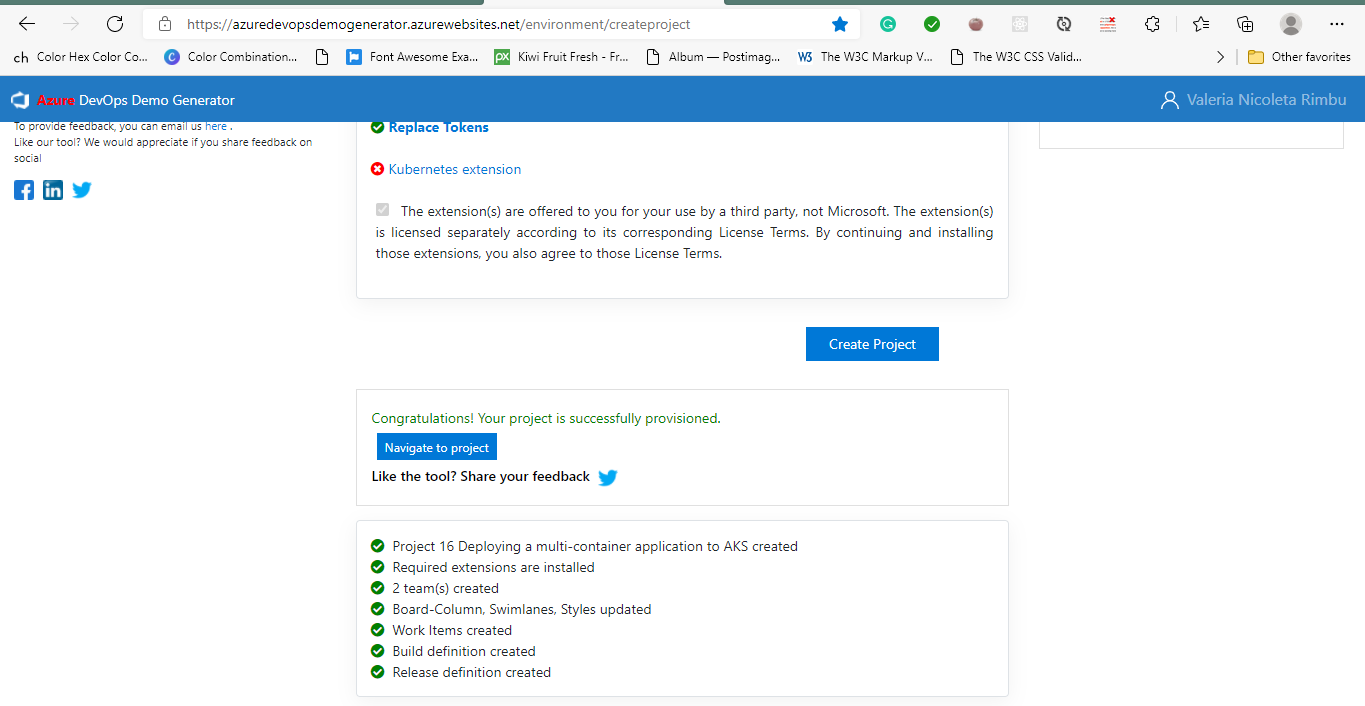 https://azuredevopsdemogenerator.azurewebsites.net/environment/createproject
ch Color Hex Color Co... C Color Combination... Font Awesome Exa... px Kiwi Fruit Fresh - Fr... Album — Postimag... W3 The W3C Markup V... The W3C CSS Valid... Other favorites
Azure DevOps Demo Generator
Valeria Nicoleta Rimbu
To provide feedback, you can email us here .
Like our tool? We would appreciate if you share feedback on
social
Replace Tokens
Kubernetes extension
The extension(s) are offered to you for your use by a third party, not Microsoft. The extension(s)
is licensed separately according to its corresponding License Terms. By continuing and installing
those extensions, you also agree to those License Terms.
Create Project
Congratulations! Your project is successfully provisioned.
Navigate to project
Like the tool? Share your feedback
Project 16 Deploying a multi-container application to AKS created
Required extensions are installed
2 team(s) created
Board-Column, Swimlanes, Styles updated
Work Items created
Build definition created
Release definition created